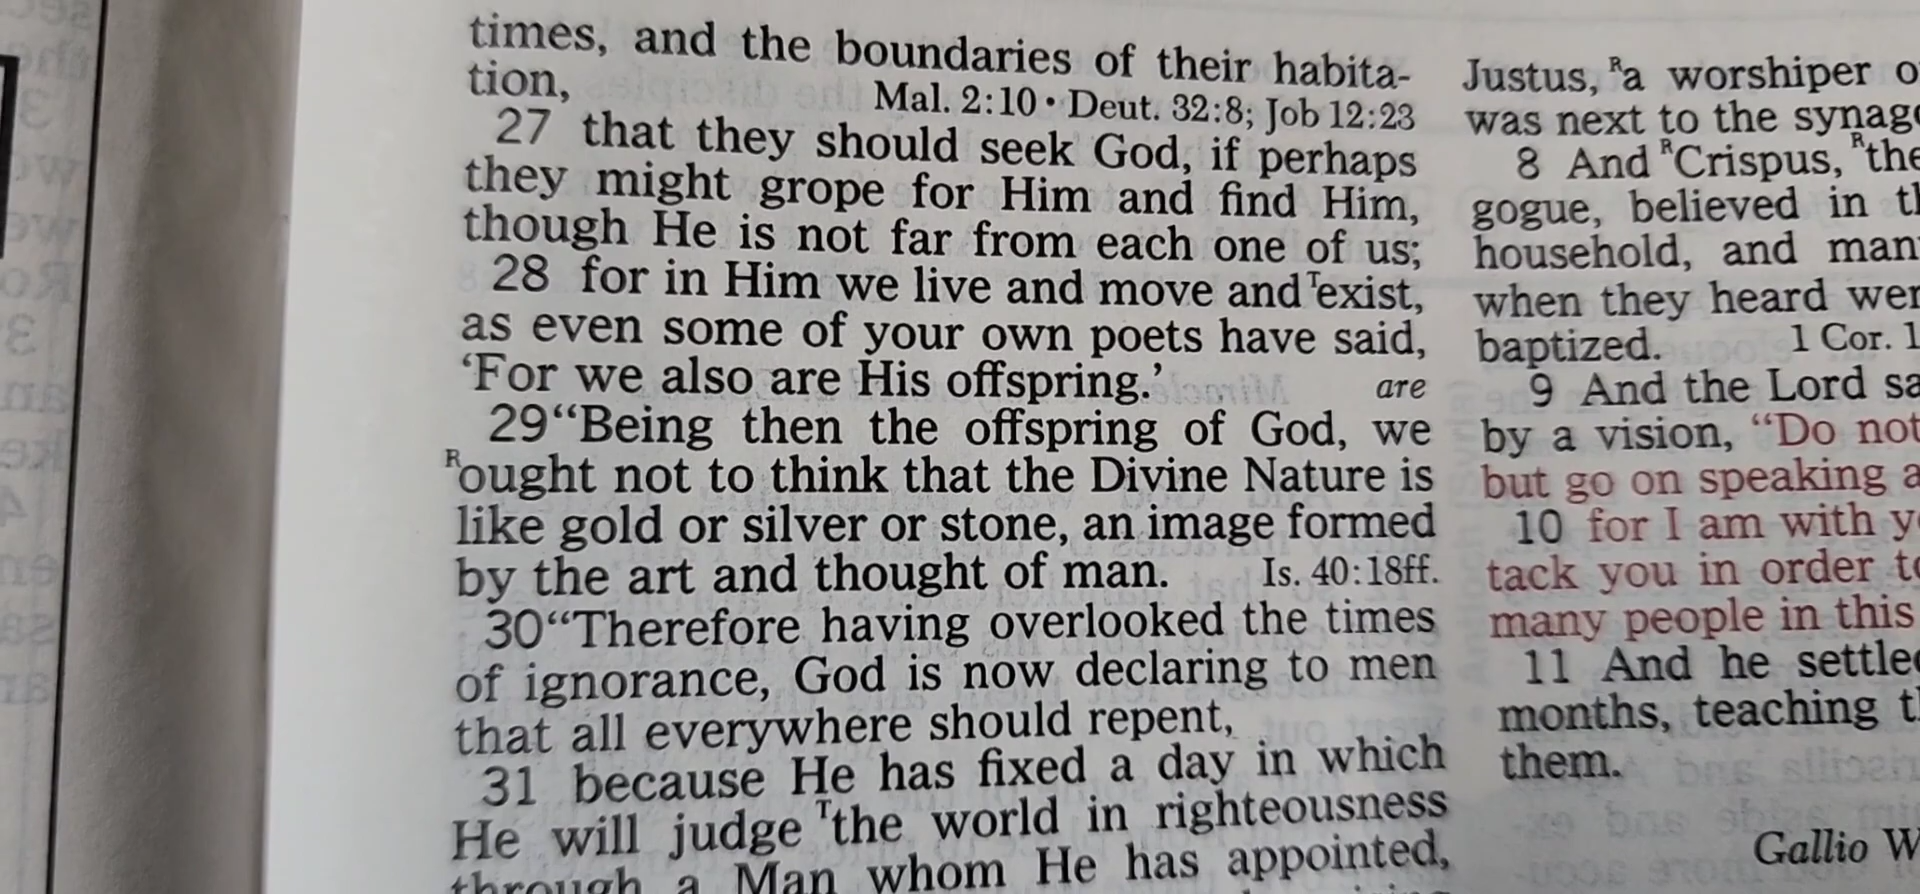 times, and the boundaries of their habita-
tion, Mal. 2:10 • Deut. 32:8; Job 12:23
27 that they should seek God, if perhaps
they might grope for Him and find Him,
though He is not far from each one of us;
28 for in Him we live and move and ᵀexist,
as even some of your own poets have said,
‘For we also are His offspring.’ are
29 “Being then the offspring of God, we
ᴿought not to think that the Divine Nature is
like gold or silver or stone, an image formed
by the art and thought of man. Is. 40:18ff.
30 “Therefore having overlooked the times
of ignorance, God is now declaring to men
that all everywhere should repent,
31 because He has fixed a day in which
He will judge ᵀthe world in righteousness
through a Man whom He has appointed,
Justus, ᴿa worshiper
was next to the
8 And ᴿCrispus, ᴿthe
gogue, believed in
household, and
when they heard
baptized. 1 Cor.
9 And the Lord
by a vision, “Do not
but go on speaking
10 for I am with
tack you in order
many people in this
11 And he
months, teaching
them.
Gallio